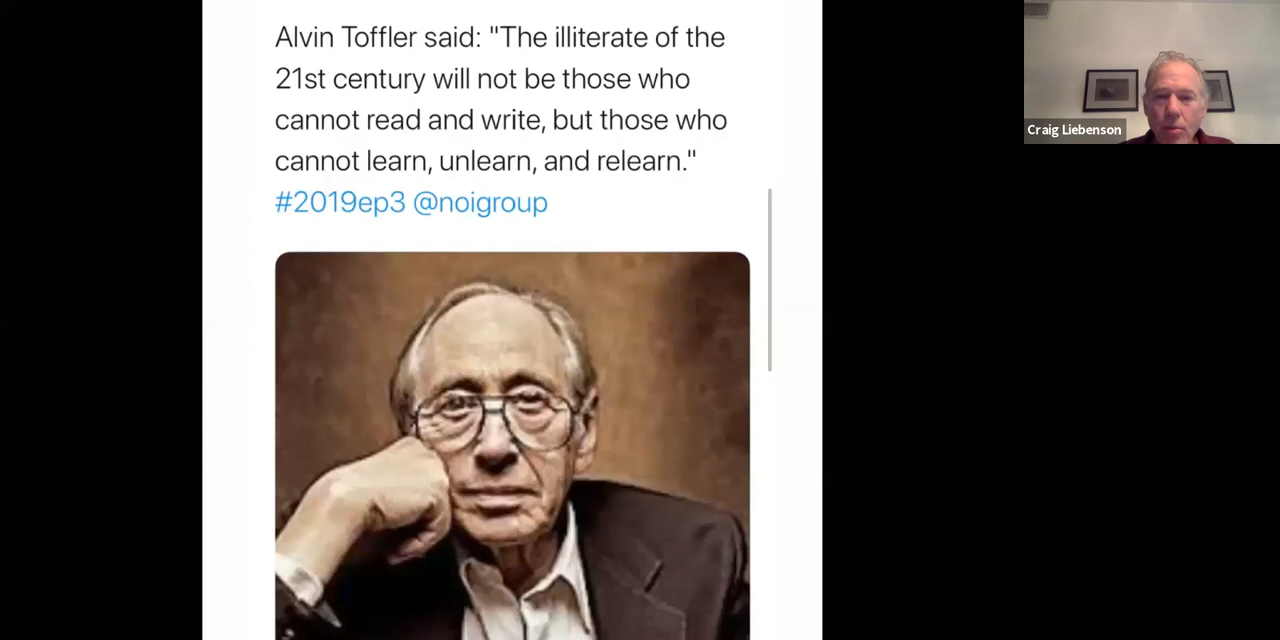 Alvin Toffler said: "The illiterate of the
21st century will not be those who
cannot read and write, but those who
cannot learn, unlearn, and relearn."
#2019ep3 @noigroup
Craig Liebenson